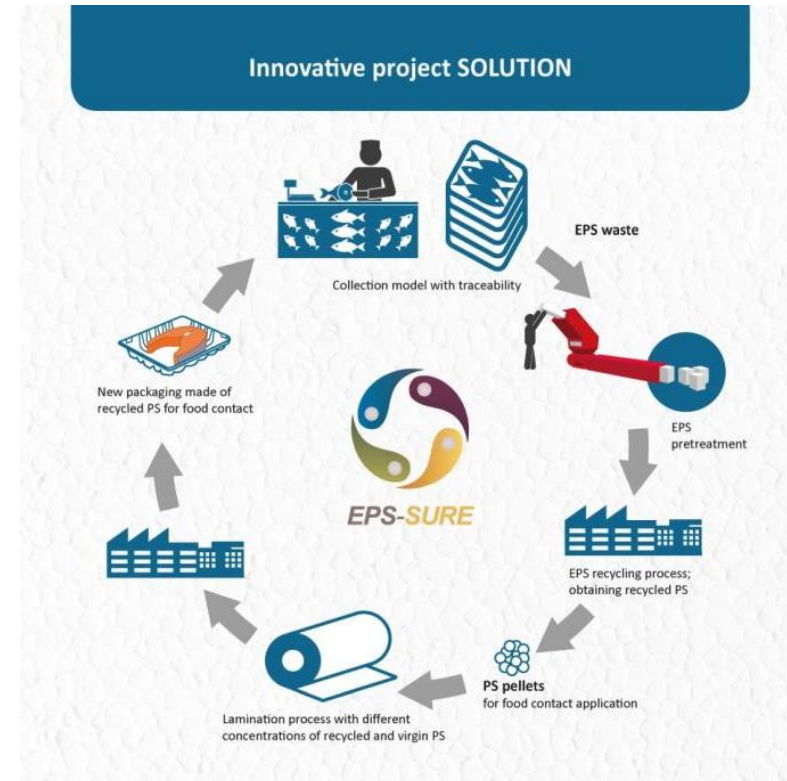 Innovative project SOLUTION
Collection model with traceability
EPS waste
EPS
pretreatment
EPS recycling process;
obtaining recycled PS
PS pellets
for food contact application
Lamination process with different
concentrations of recycled and virgin PS
New packaging made of
recycled PS for food contact
EPS-SURE